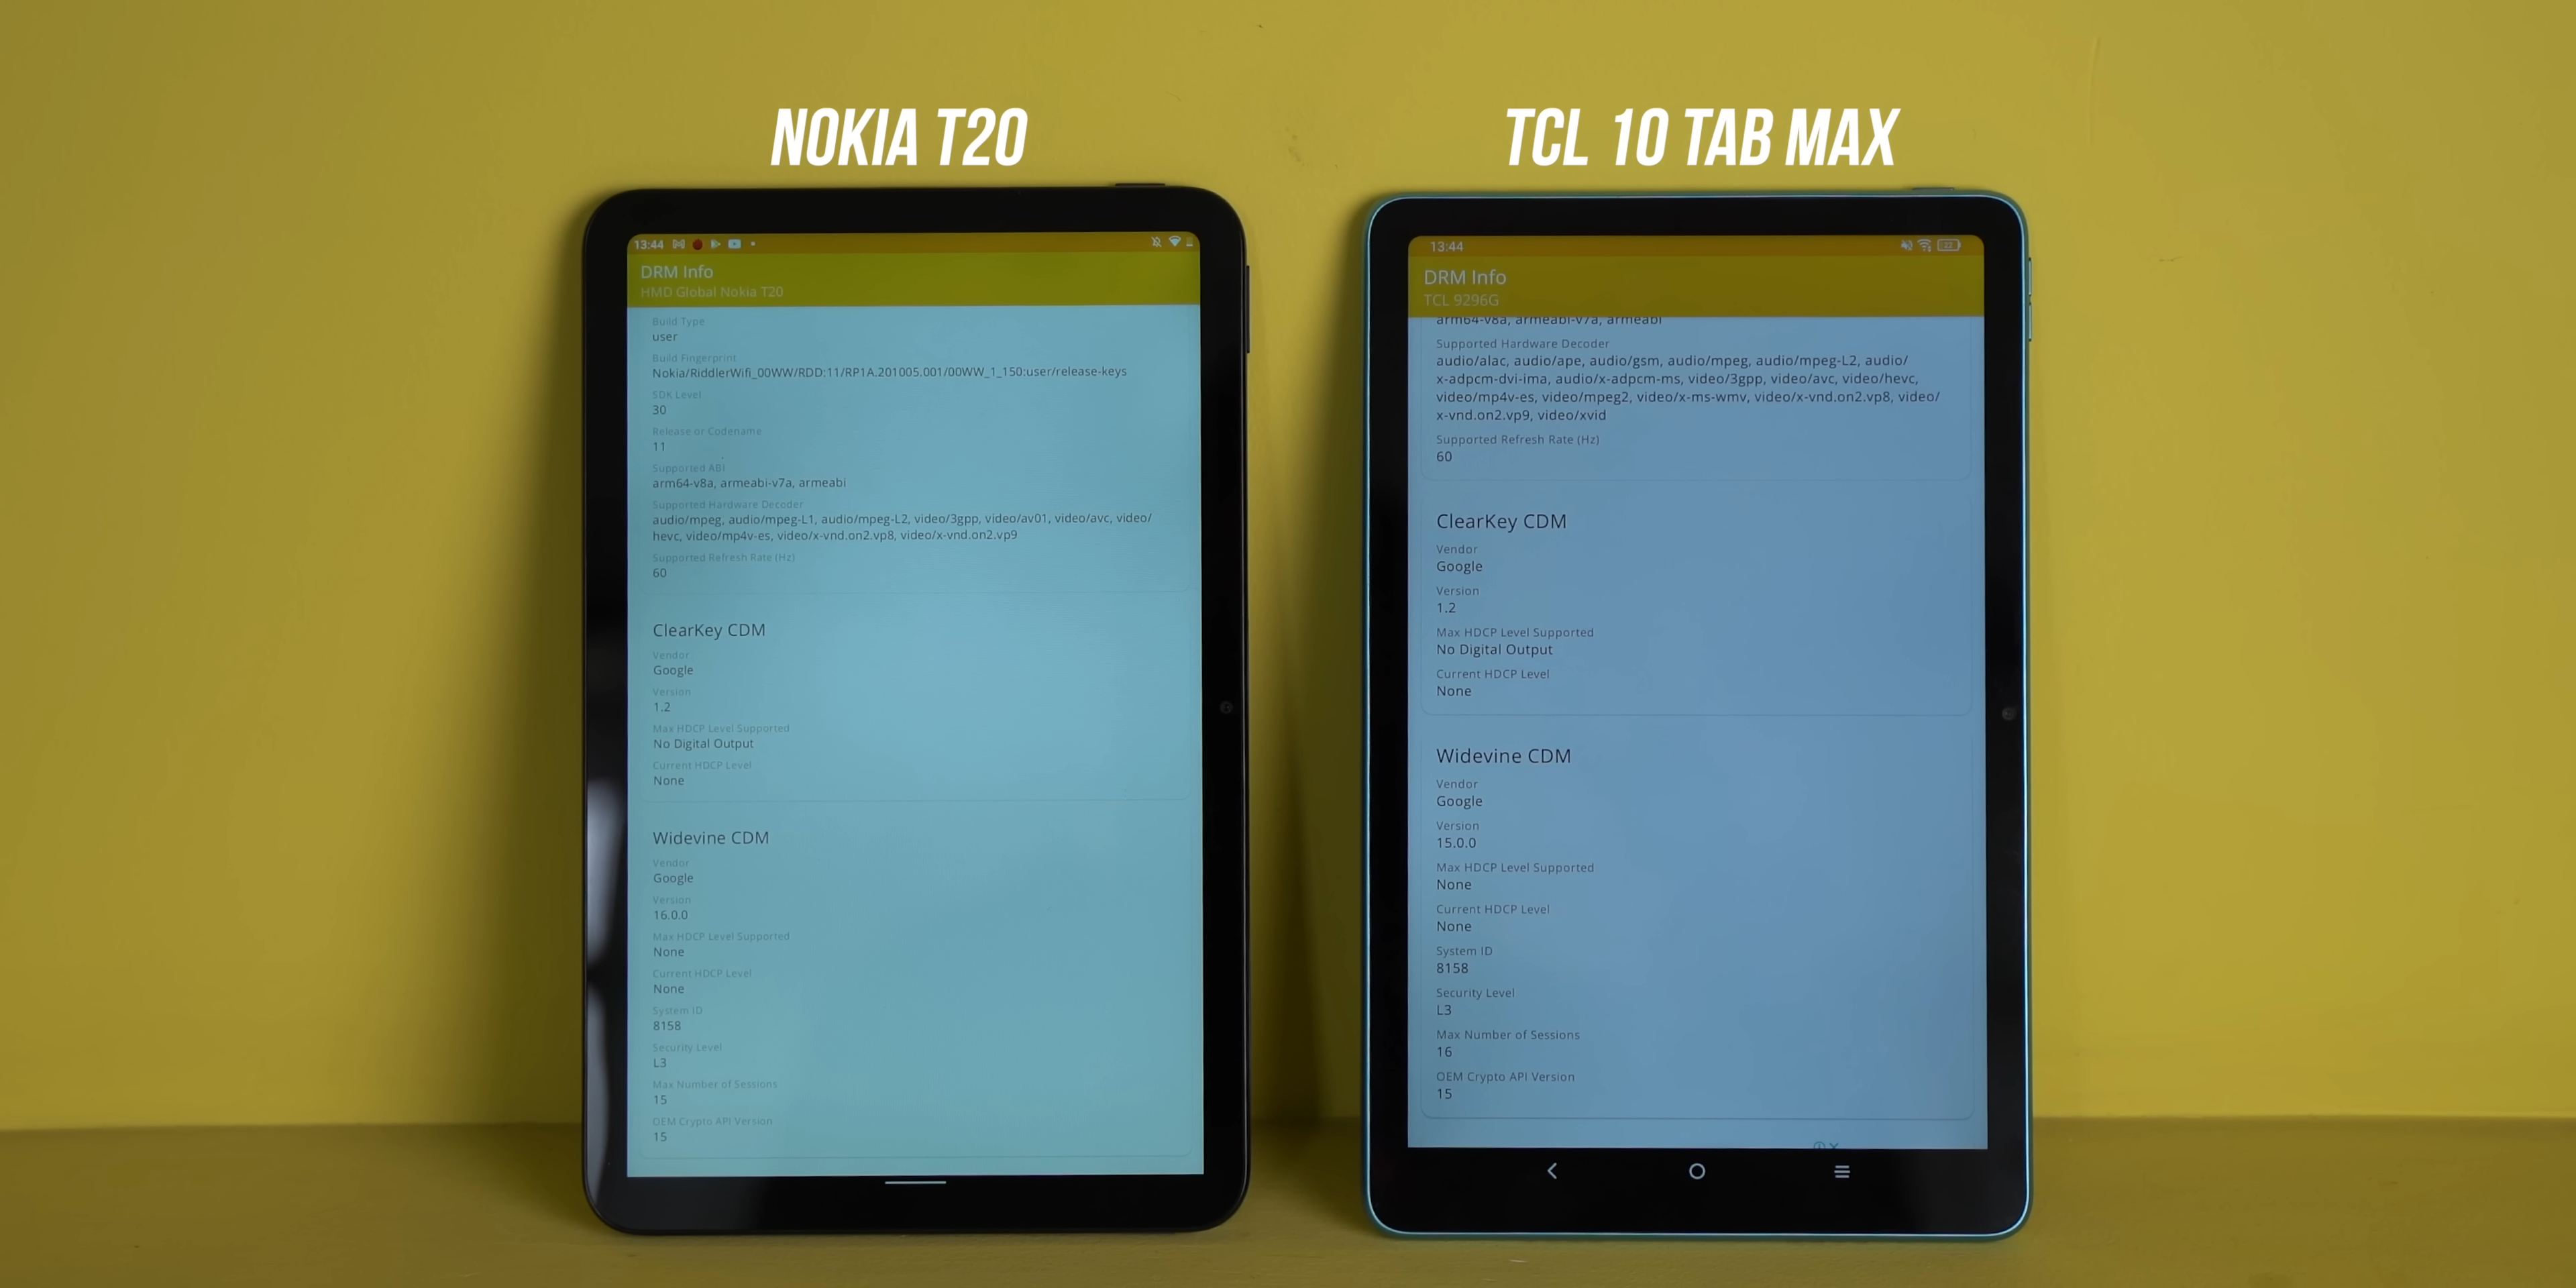 NOKIA T20
13:44
DRM Info
HMD Global Nokia T20
Build Type
user
Build Fingerprint
Nokia/RiddlerWifi_00WW/RDD:11/RP1A.201005.001/00WW_1_150:user/release-keys
SDK Level
30
Release or Codename
11
Supported ABI
arm64-v8a, armeabi-v7a, armeabi
Supported Hardware Decoder
audio/mpeg, audio/mpeg-L1, audio/mpeg-L2, video/3gpp, video/av01, video/avc, video/
hevc, video/mp4v-es, video/x-vnd.on2.vp8, video/x-vnd.on2.vp9
Supported Refresh Rate (Hz)
60
ClearKey CDM
Vendor
Google
Version
1.2
Max HDCP Level Supported
No Digital Output
Current HDCP Level
None
Widevine CDM
Vendor
Google
Version
16.0.0
Max HDCP Level Supported
None
Current HDCP Level
None
System ID
8158
Security Level
L3
Max Number of Sessions
15
OEM Crypto API Version
15
TCL 10 TAB MAX
13:44
DRM Info
TCL 9296G
arm64-v8a, armeabi-v7a, armeabi
Supported Hardware Decoder
audio/alac, audio/ape, audio/gsm, audio/mpeg, audio/mpeg-L2, audio/
x-adpcm-dvi-ima, audio/x-adpcm-ms, video/3gpp, video/avc, video/hevc,
video/mp4v-es, video/mpeg2, video/x-ms-wmv, video/x-vnd.on2.vp8, video/
x-vnd.on2.vp9, video/xvid
Supported Refresh Rate (Hz)
60
ClearKey CDM
Vendor
Google
Version
1.2
Max HDCP Level Supported
No Digital Output
Current HDCP Level
None
Widevine CDM
Vendor
Google
Version
15.0.0
Max HDCP Level Supported
None
Current HDCP Level
None
System ID
8158
Security Level
L3
Max Number of Sessions
16
OEM Crypto API Version
15